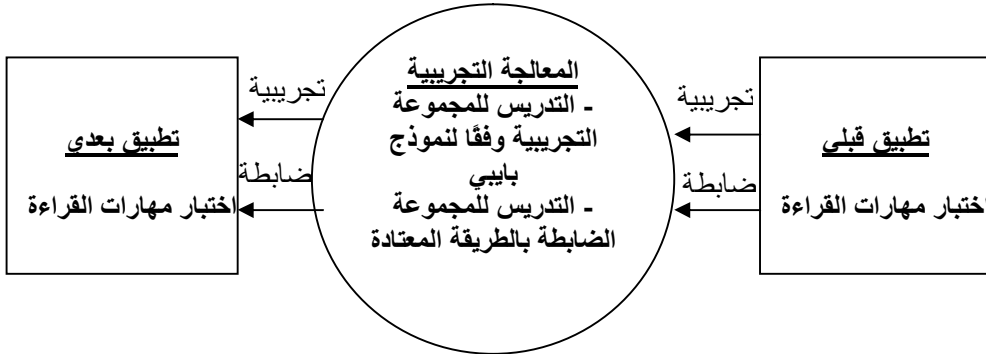 تطبيق قبلي
اختبار مهارات القراءة
تجريبية
ضابطة
المعالجة التجريبية
- التدريس للمجموعة
التجريبية وفقًا لنموذج
بايبي
- التدريس للمجموعة
الضابطة بالطريقة المعتادة
تجريبية
ضابطة
تطبيق بعدي
اختبار مهارات القراءة